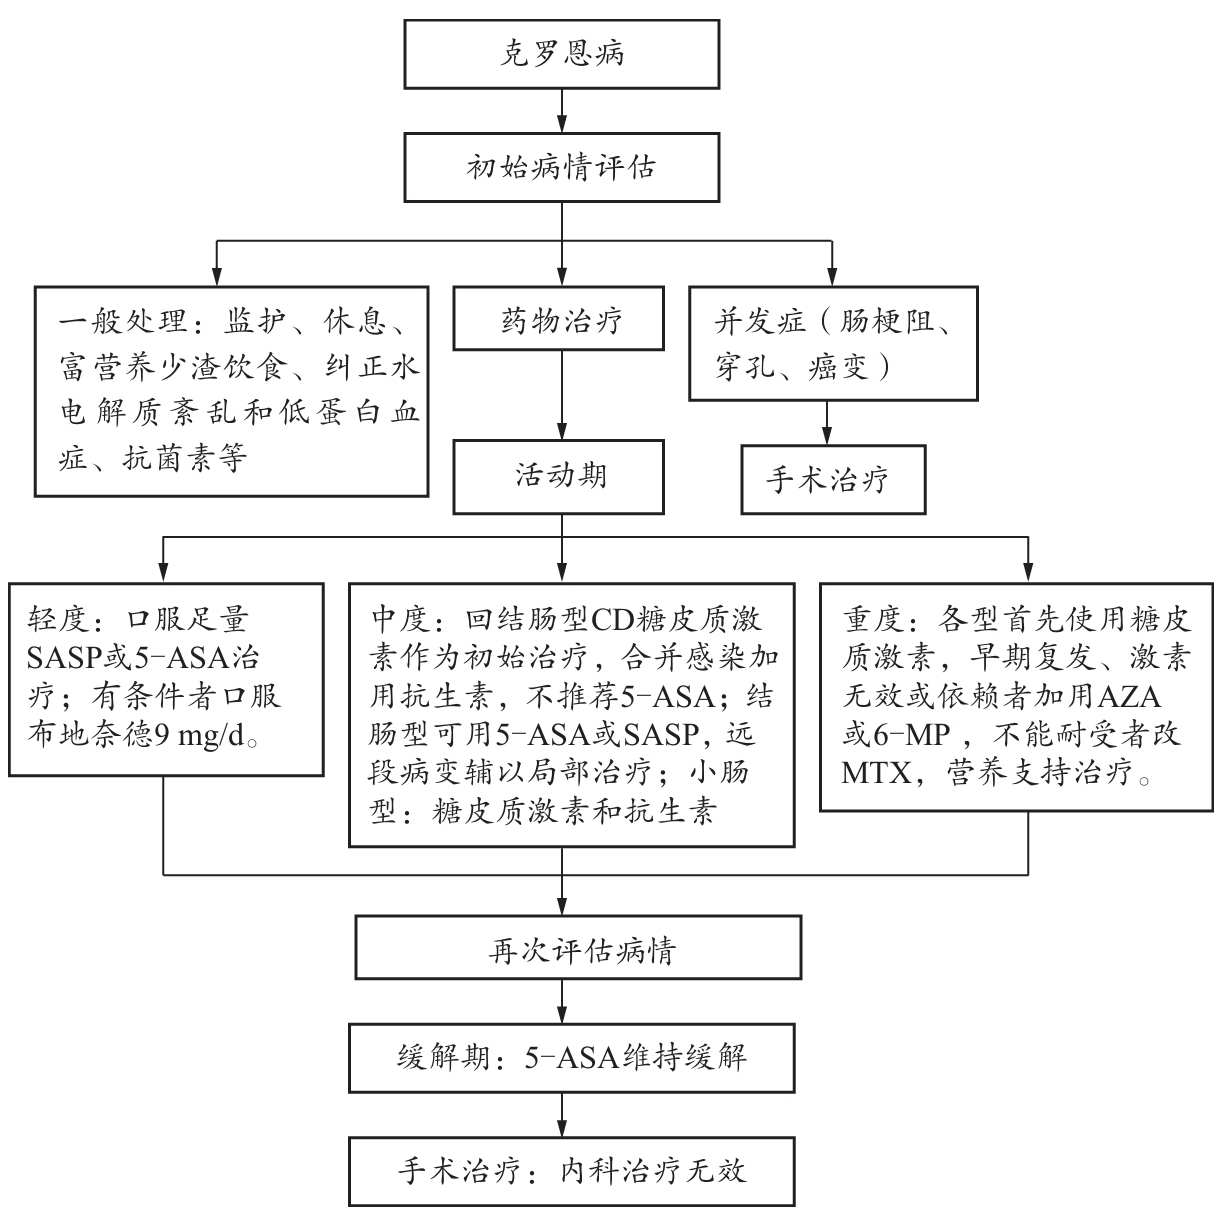 克罗恩病
初始病情评估
一般处理：监护、休息、
富营养少渣饮食、纠正水
电解质紊乱和低蛋白血
症、抗菌素等
药物治疗
并发症（肠梗阻、
穿孔、癌变）
活动期
手术治疗
轻度：口服足量
SASP或5-ASA治
疗；有条件者口服
布地奈德9 mg/d。
中度：回结肠型CD糖皮质激
素作为初始治疗，合并感染加
用抗生素，不推荐5-ASA；结
肠型可用5-ASA或SASP，远
段病变辅以局部治疗；小肠
型：糖皮质激素和抗生素
重度：各型首先使用糖皮
质激素，早期复发、激素
无效或依赖者加用AZA
或6-MP，不能耐受者改
MTX，营养支持治疗。
再次评估病情
缓解期：5-ASA维持缓解
手术治疗：内科治疗无效